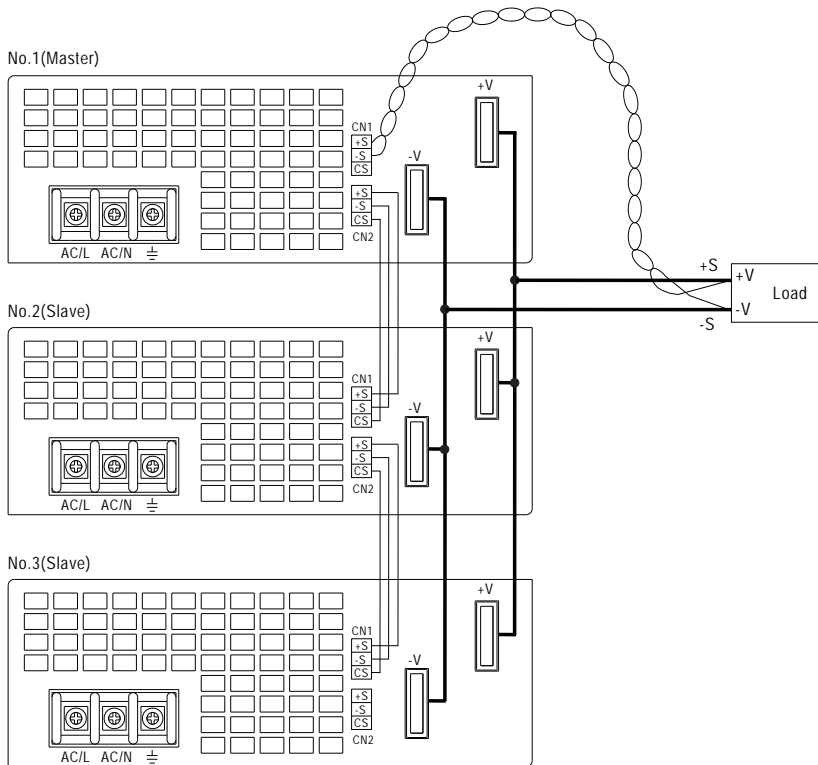 No.1(Master)
+V
CN1
+S
-S
CS
-V
+S
-S
CS
CN2
AC/L AC/N
+S
+V
Load
-V
-S
No.2(Slave)
+V
CN1
+S
-S
CS
-V
+S
-S
CS
CN2
AC/L AC/N
No.3(Slave)
+V
CN1
+S
-S
CS
-V
+S
-S
CS
CN2
AC/L AC/N